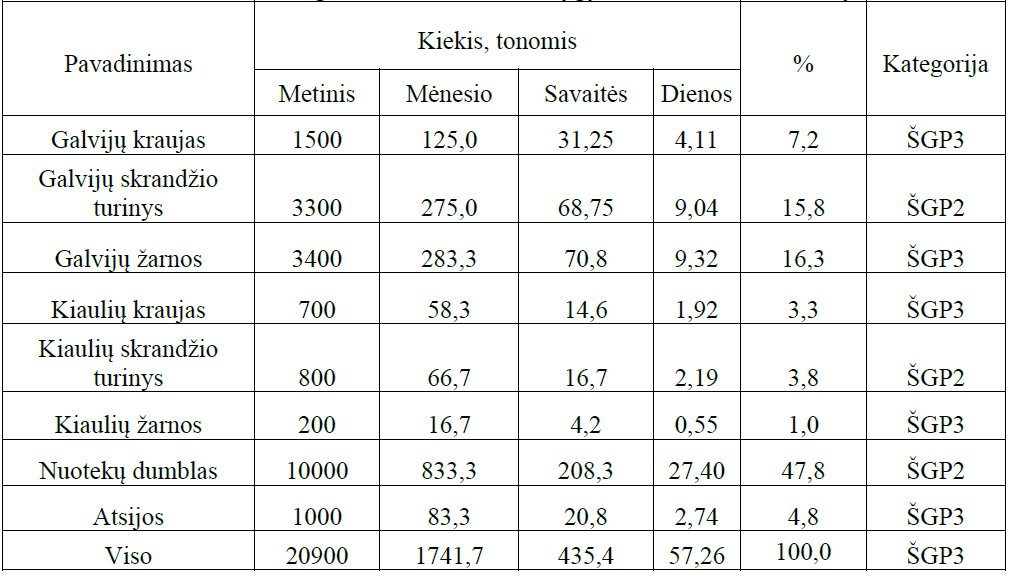 Pavadinimas Kiekis, tonomis % Kategorija
Metinis Mėnesio Savaitės Dienos
Galvijų kraujas 1500 125,0 31,25 4,11 7,2 ŠGP3
Galvijų skrandžio
turinys 3300 275,0 68,75 9,04 15,8 ŠGP2
Galvijų žarnos 3400 283,3 70,8 9,32 16,3 ŠGP3
Kiaulių kraujas 700 58,3 14,6 1,92 3,3 ŠGP3
Kiaulių skrandžio
turinys 800 66,7 16,7 2,19 3,8 ŠGP2
Kiaulių žarnos 200 16,7 4,2 0,55 1,0 ŠGP3
Nuotekų dumblas 10000 833,3 208,3 27,40 47,8 ŠGP2
Atsijos 1000 83,3 20,8 2,74 4,8 ŠGP3
Viso 20900 1741,7 435,4 57,26 100,0 ŠGP3